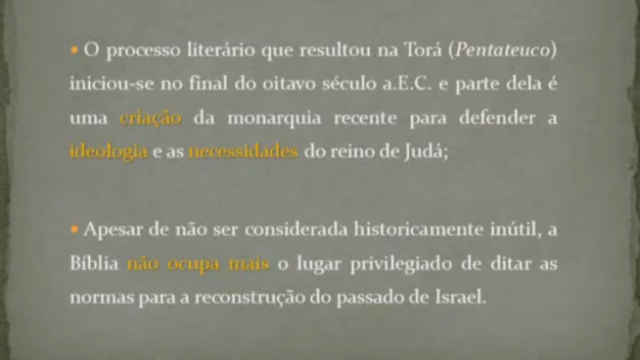 • O processo literário que resultou na Torá (Pentateuco)
iniciou-se no final do oitavo século a.E.C. e parte dela é
uma criação da monarquia recente para defender a
ideologia e as necessidades do reino de Judá;
• Apesar de não ser considerada historicamente inútil, a
Bíblia não ocupa mais o lugar privilegiado de ditar as
normas para a reconstrução do passado de Israel.